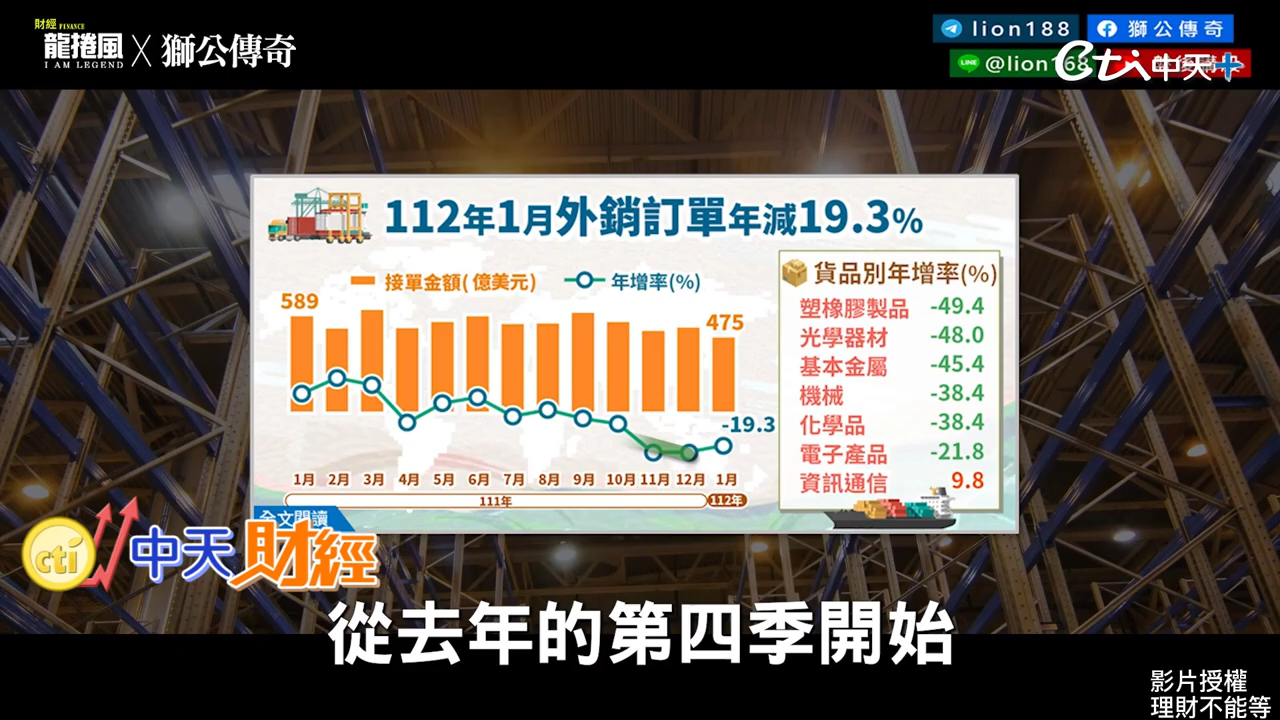 財經 FINANCE
龍捲風
I AM LEGEND
X 獅公傳奇
lion188
獅公傳奇
LINE @lion168
cti中天+
112年1月外銷訂單年減19.3%
接單金額(億美元) 年增率(%)
589
475
-19.3
1月 2月 3月 4月 5月 6月 7月 8月 9月 10月 11月 12月 1月
111年 112年
貨品別年增率(%)
塑橡膠製品 -49.4
光學器材 -48.0
基本金屬 -45.4
機械 -38.4
化學品 -38.4
電子產品 -21.8
資訊通信 9.8
全文閱讀
cti 中天財經
從去年的第四季開始
影片授權
理財不能等